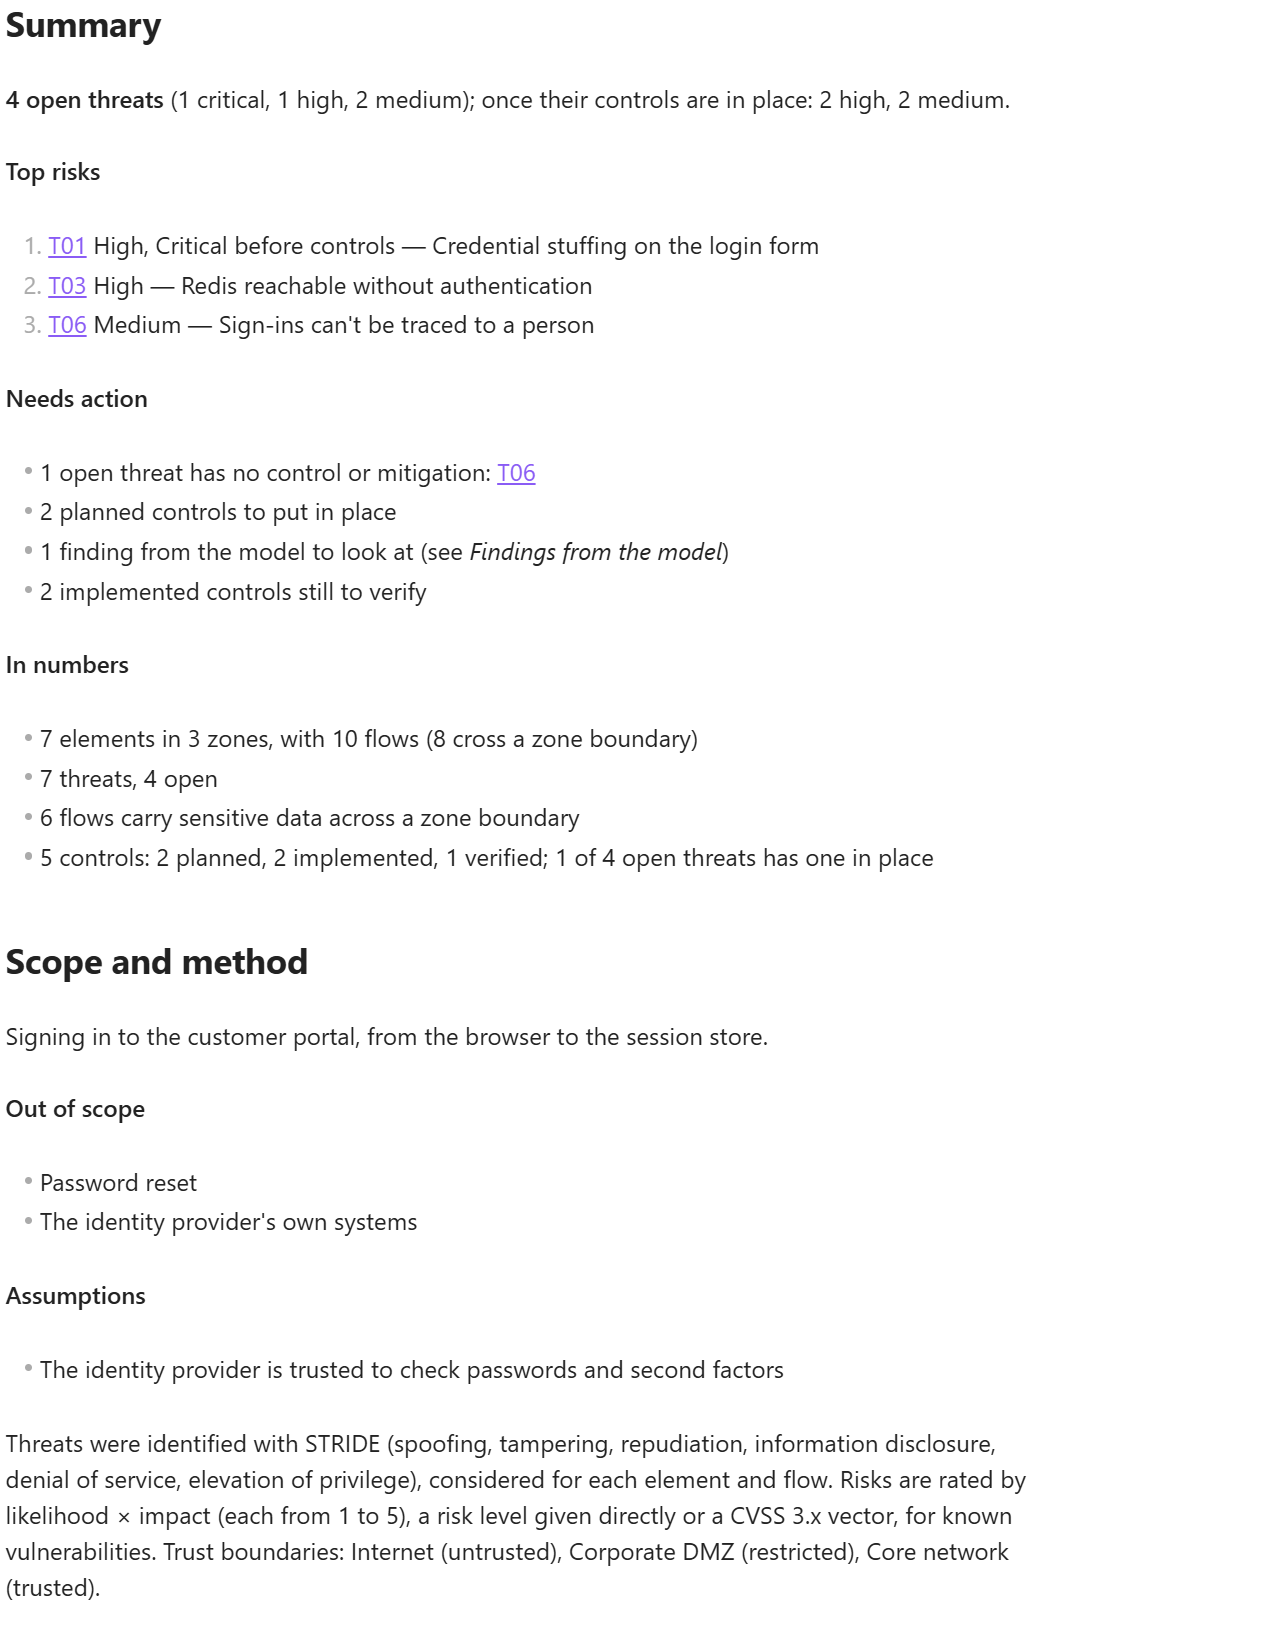 Summary
4 open threats (1 critical, 1 high, 2 medium); once their controls are in place: 2 high, 2 medium.
Top risks
1. T01 High, Critical before controls — Credential stuffing on the login form
2. T03 High — Redis reachable without authentication
3. T06 Medium — Sign-ins can't be traced to a person
Needs action
• 1 open threat has no control or mitigation: T06
• 2 planned controls to put in place
• 1 finding from the model to look at (see Findings from the model)
• 2 implemented controls still to verify
In numbers
• 7 elements in 3 zones, with 10 flows (8 cross a zone boundary)
• 7 threats, 4 open
• 6 flows carry sensitive data across a zone boundary
• 5 controls: 2 planned, 2 implemented, 1 verified; 1 of 4 open threats has one in place
Scope and method
Signing in to the customer portal, from the browser to the session store.
Out of scope
• Password reset
• The identity provider's own systems
Assumptions
• The identity provider is trusted to check passwords and second factors
Threats were identified with STRIDE (spoofing, tampering, repudiation, information disclosure,
denial of service, elevation of privilege), considered for each element and flow. Risks are rated by
likelihood × impact (each from 1 to 5), a risk level given directly or a CVSS 3.x vector, for known
vulnerabilities. Trust boundaries: Internet (untrusted), Corporate DMZ (restricted), Core network
(trusted).